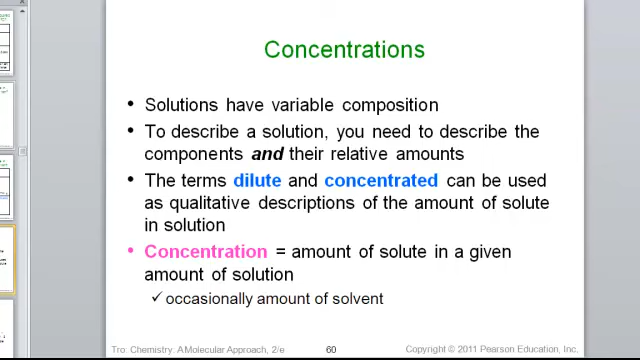 Concentrations
• Solutions have variable composition
• To describe a solution, you need to describe the
components and their relative amounts
• The terms dilute and concentrated can be used
as qualitative descriptions of the amount of solute
in solution
• Concentration = amount of solute in a given
amount of solution
✓ occasionally amount of solvent
Tro: Chemistry: A Molecular Approach, 2/e
60
Copyright © 2011 Pearson Education, Inc.